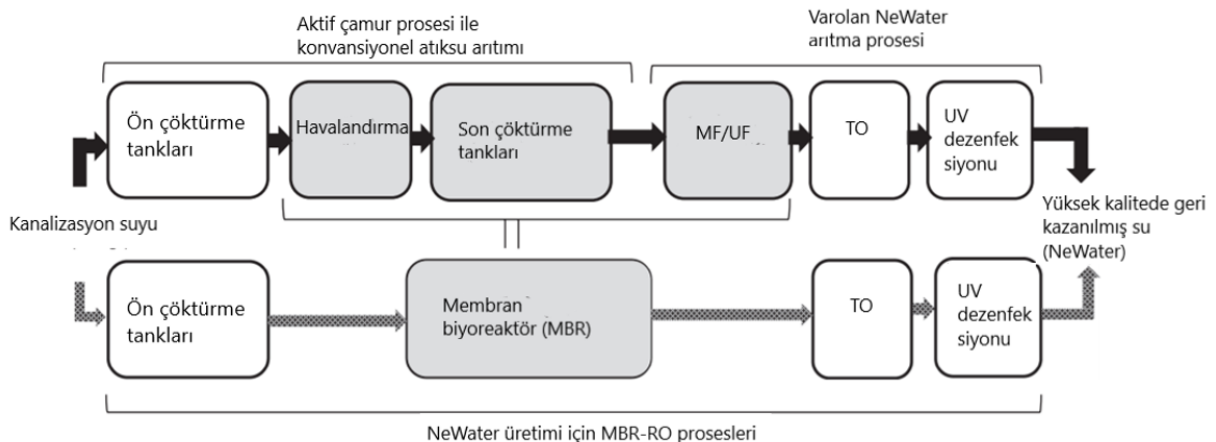 Aktif çamur prosesi ile
konvansiyonel atıksu arıtımı
Varolan NeWater
arıtma prosesi
Ön çöktürme
tankları
Havalandırma
Son çöktürme
tankları
MF/UF
TO
UV
dezenfek
siyonu
Kanalizasyon suyu
Yüksek kalitede geri
kazanılmış su
(NeWater)
Ön çöktürme
tankları
Membran
biyoreaktör (MBR)
TO
UV
dezenfek
siyonu
NeWater üretimi için MBR-RO prosesleri